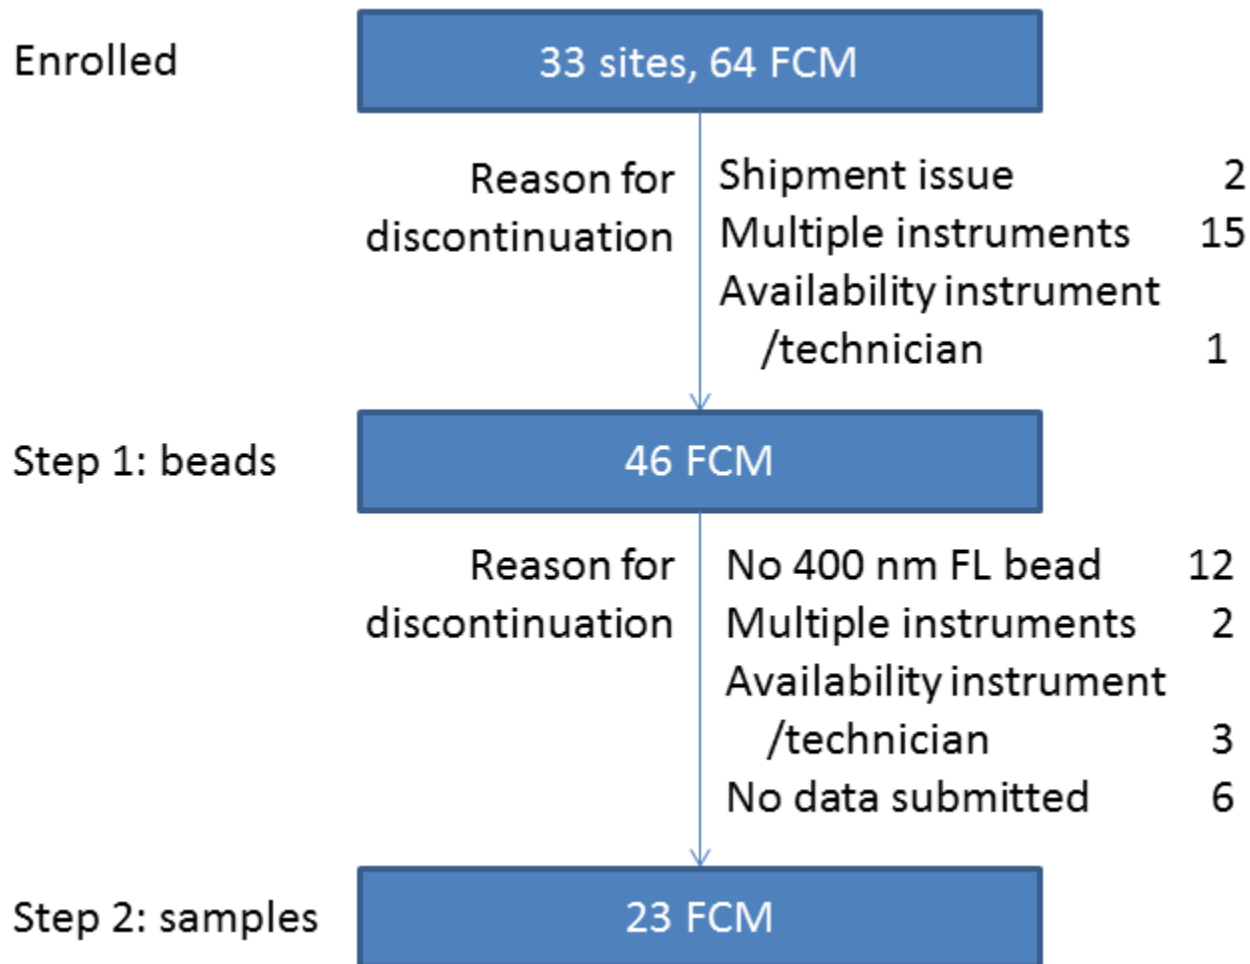 Enrolled
33 sites, 64 FCM
Reason for
discontinuation
Shipment issue 2
Multiple instruments 15
Availability instrument
/technician 1
Step 1: beads
46 FCM
Reason for
discontinuation
No 400 nm FL bead 12
Multiple instruments 2
Availability instrument
/technician 3
No data submitted 6
Step 2: samples
23 FCM